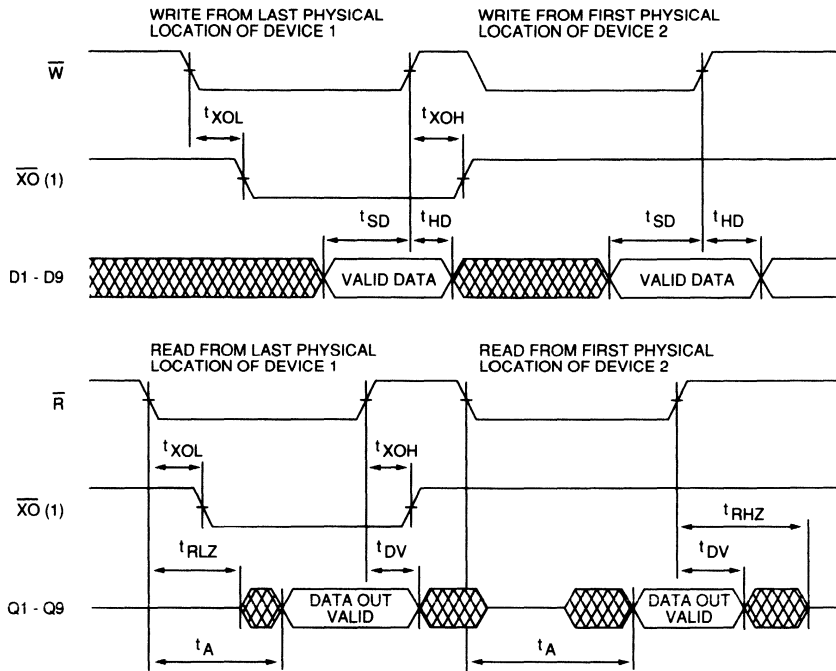 WRITE FROM LAST PHYSICAL
LOCATION OF DEVICE 1
WRITE FROM FIRST PHYSICAL
LOCATION OF DEVICE 2
W
tXOL
tXOH
XO (1)
tSD
tHD
tSD
tHD
D1 - D9
VALID DATA
VALID DATA
READ FROM LAST PHYSICAL
LOCATION OF DEVICE 1
READ FROM FIRST PHYSICAL
LOCATION OF DEVICE 2
R
tXOL
tXOH
XO (1)
tRHZ
tRLZ
tDV
tDV
Q1 - Q9
DATA OUT
VALID
DATA OUT
VALID
tA
tA